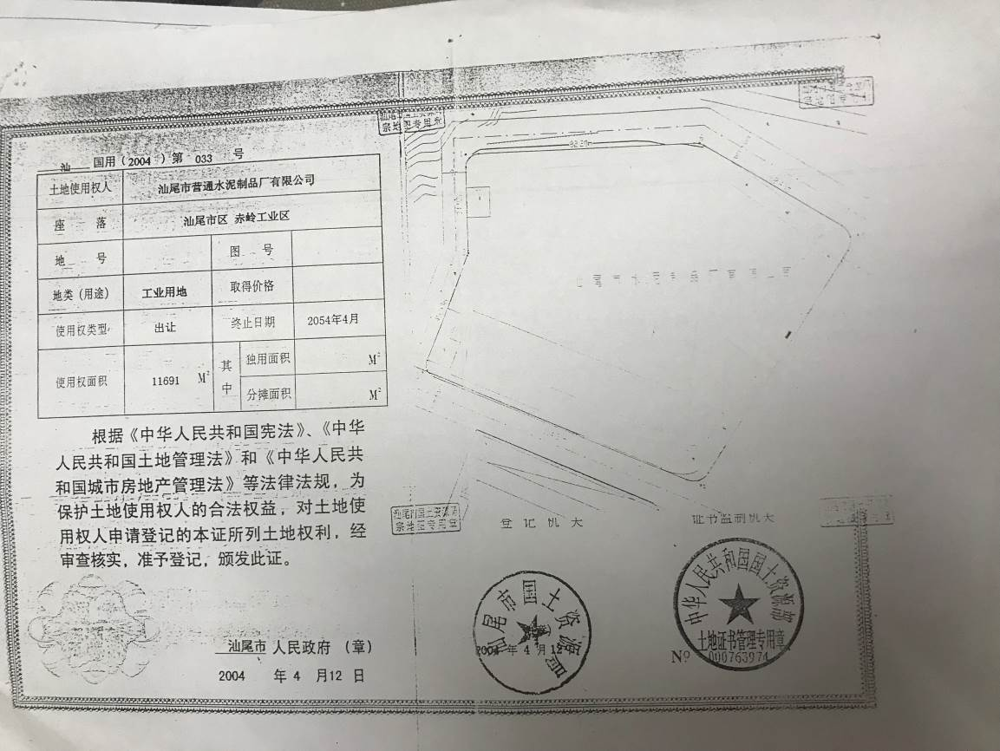 汕 国用(2004)第 033 号
土地使用权人 汕尾市营通水泥制品厂有限公司
座 落 汕尾市区 赤岭工业区
地 号 图 号
地类(用途) 工业用地 取得价格
使用权类型 出让 终止日期 2054年4月
使用权面积 11691 M² 其中 独用面积 M²
分摊面积 M²
根据《中华人民共和国宪法》、《中华
人民共和国土地管理法》和《中华人民共
和国城市房地产管理法》等法律法规,为
保护土地使用权人的合法权益,对土地使
用权人申请登记的本证所列土地权利,经
审查核实,准予登记,颁发此证。
汕尾市 人民政府 (章)
2004 年 4 月 12 日
宗地图专用章
汕尾市国土资源局
宗地图专用章
登记机关
证书监制机关
汕尾市国土资源局
2004 年 4 月 12
中华人民共和国国土资源部
土地证书管理专用章
Nº 000763974